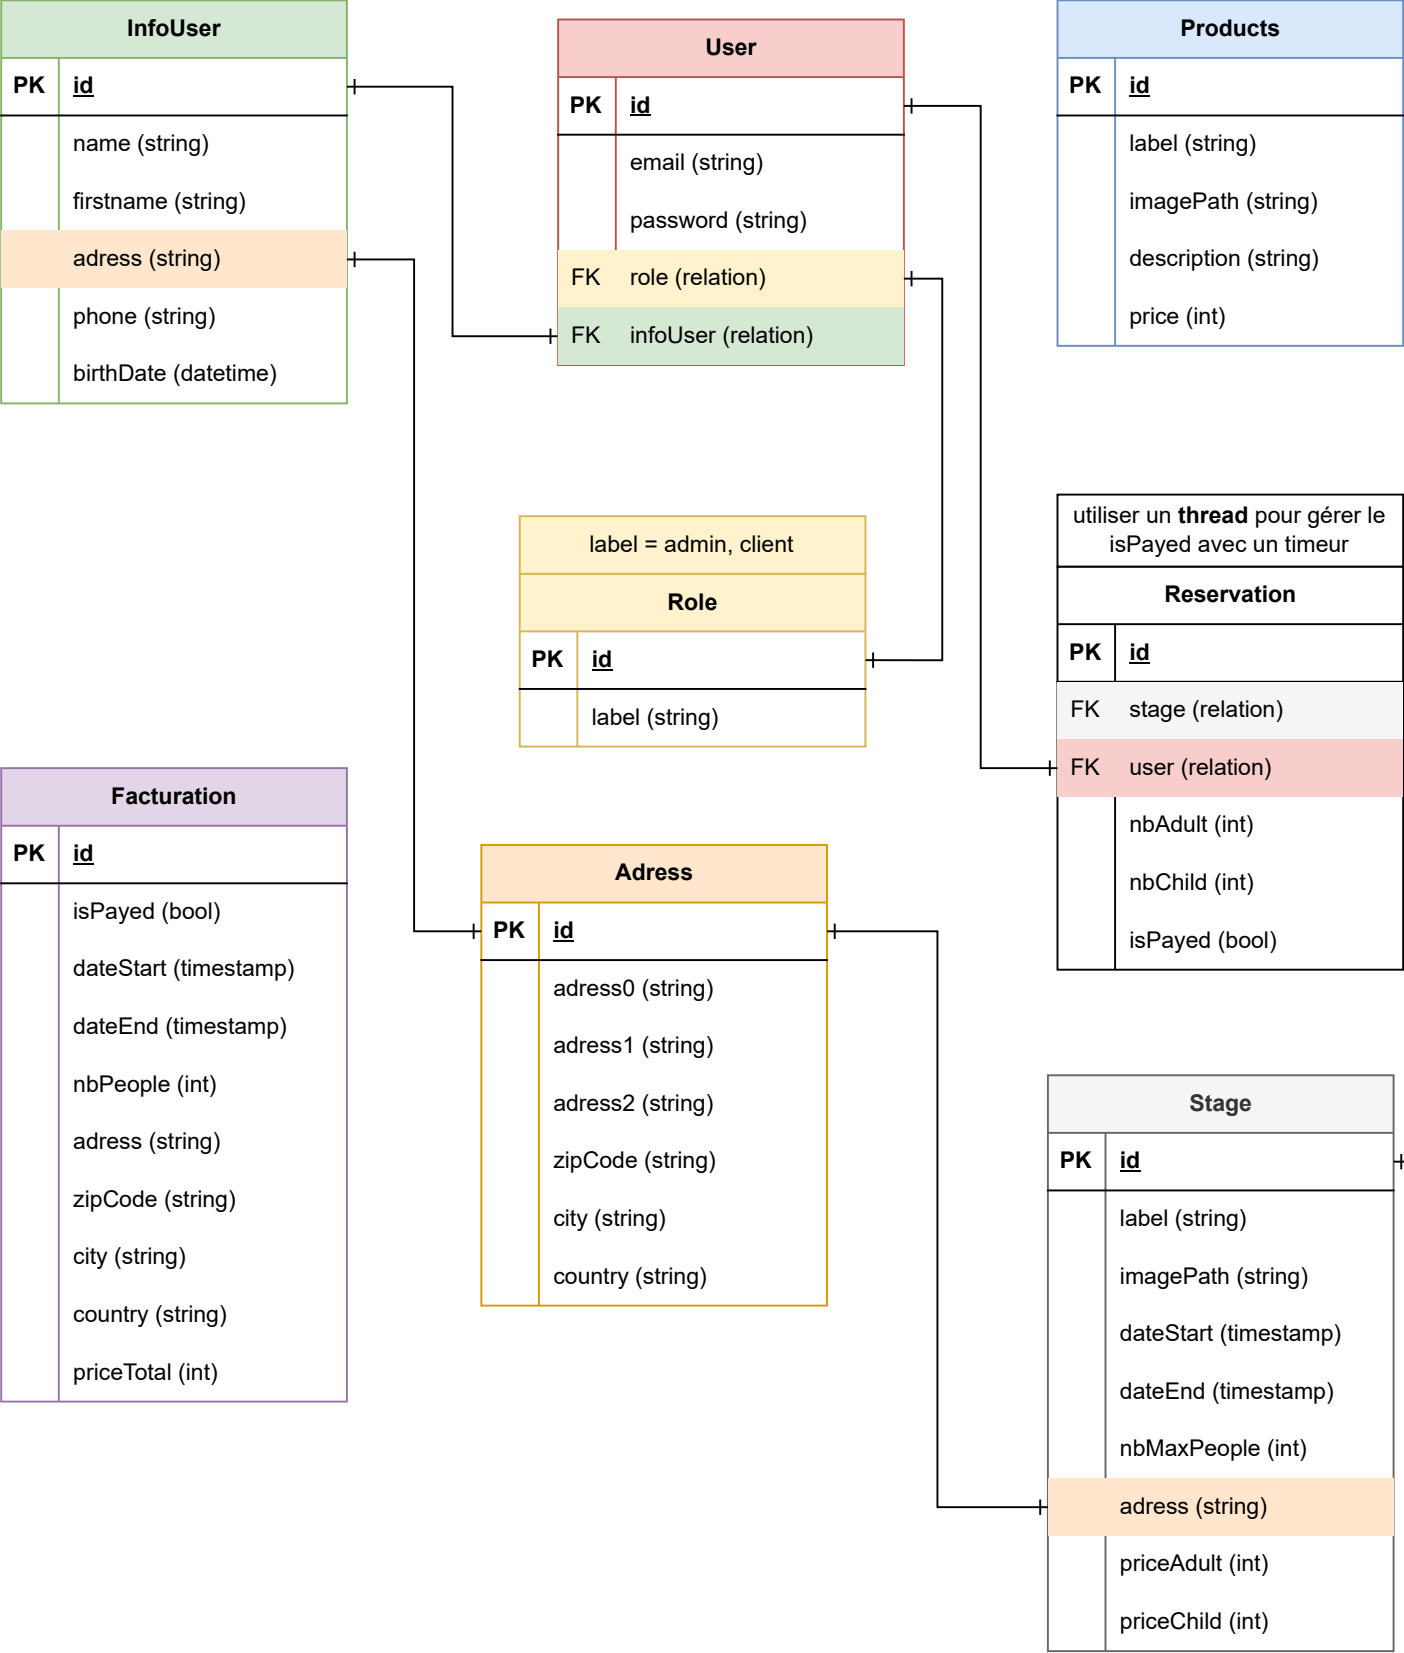 InfoUser
PK id
name (string)
firstname (string)
adress (string)
phone (string)
birthDate (datetime)
User
PK id
email (string)
password (string)
FK role (relation)
FK infoUser (relation)
Products
PK id
label (string)
imagePath (string)
description (string)
price (int)
label = admin, client
Role
PK id
label (string)
utiliser un thread pour gérer le
isPayed avec un timeur
Reservation
PK id
FK stage (relation)
FK user (relation)
nbAdult (int)
nbChild (int)
isPayed (bool)
Facturation
PK id
isPayed (bool)
dateStart (timestamp)
dateEnd (timestamp)
nbPeople (int)
adress (string)
zipCode (string)
city (string)
country (string)
priceTotal (int)
Adress
PK id
adress0 (string)
adress1 (string)
adress2 (string)
zipCode (string)
city (string)
country (string)
Stage
PK id
label (string)
imagePath (string)
dateStart (timestamp)
dateEnd (timestamp)
nbMaxPeople (int)
adress (string)
priceAdult (int)
priceChild (int)